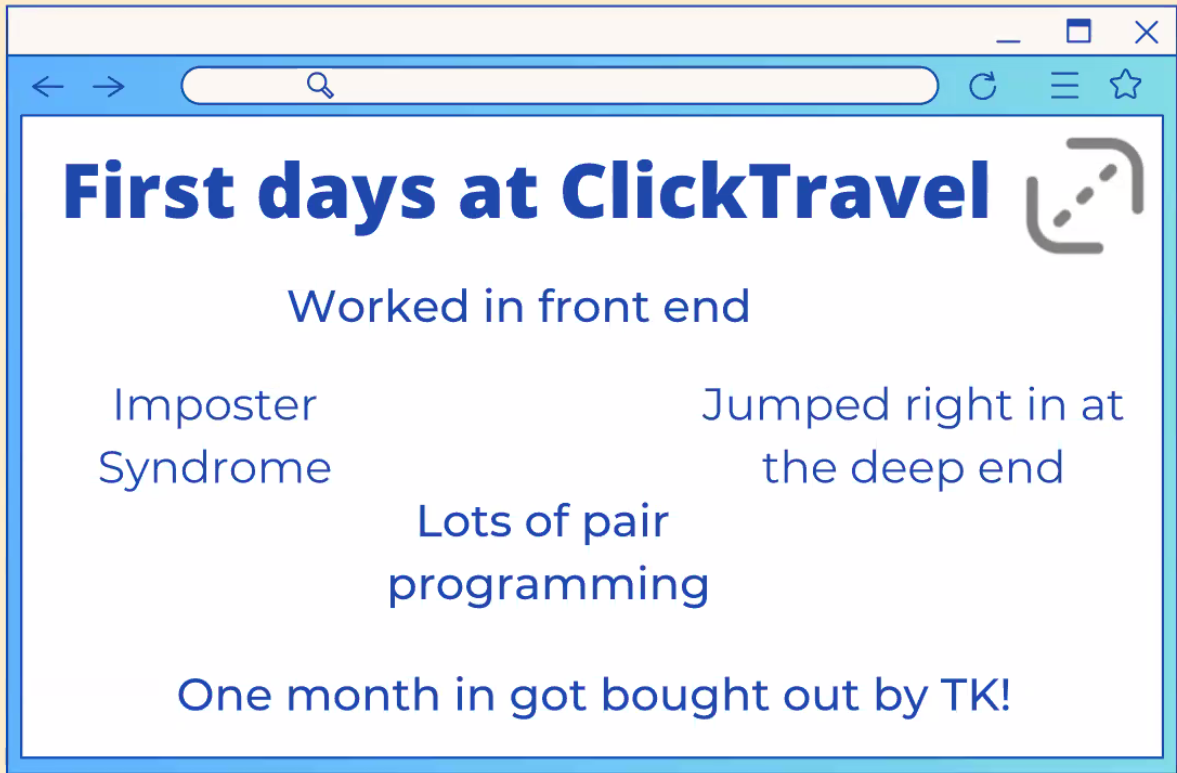 First days at ClickTravel
Worked in front end
Imposter
Syndrome
Jumped right in at
the deep end
Lots of pair
programming
One month in got bought out by TK!